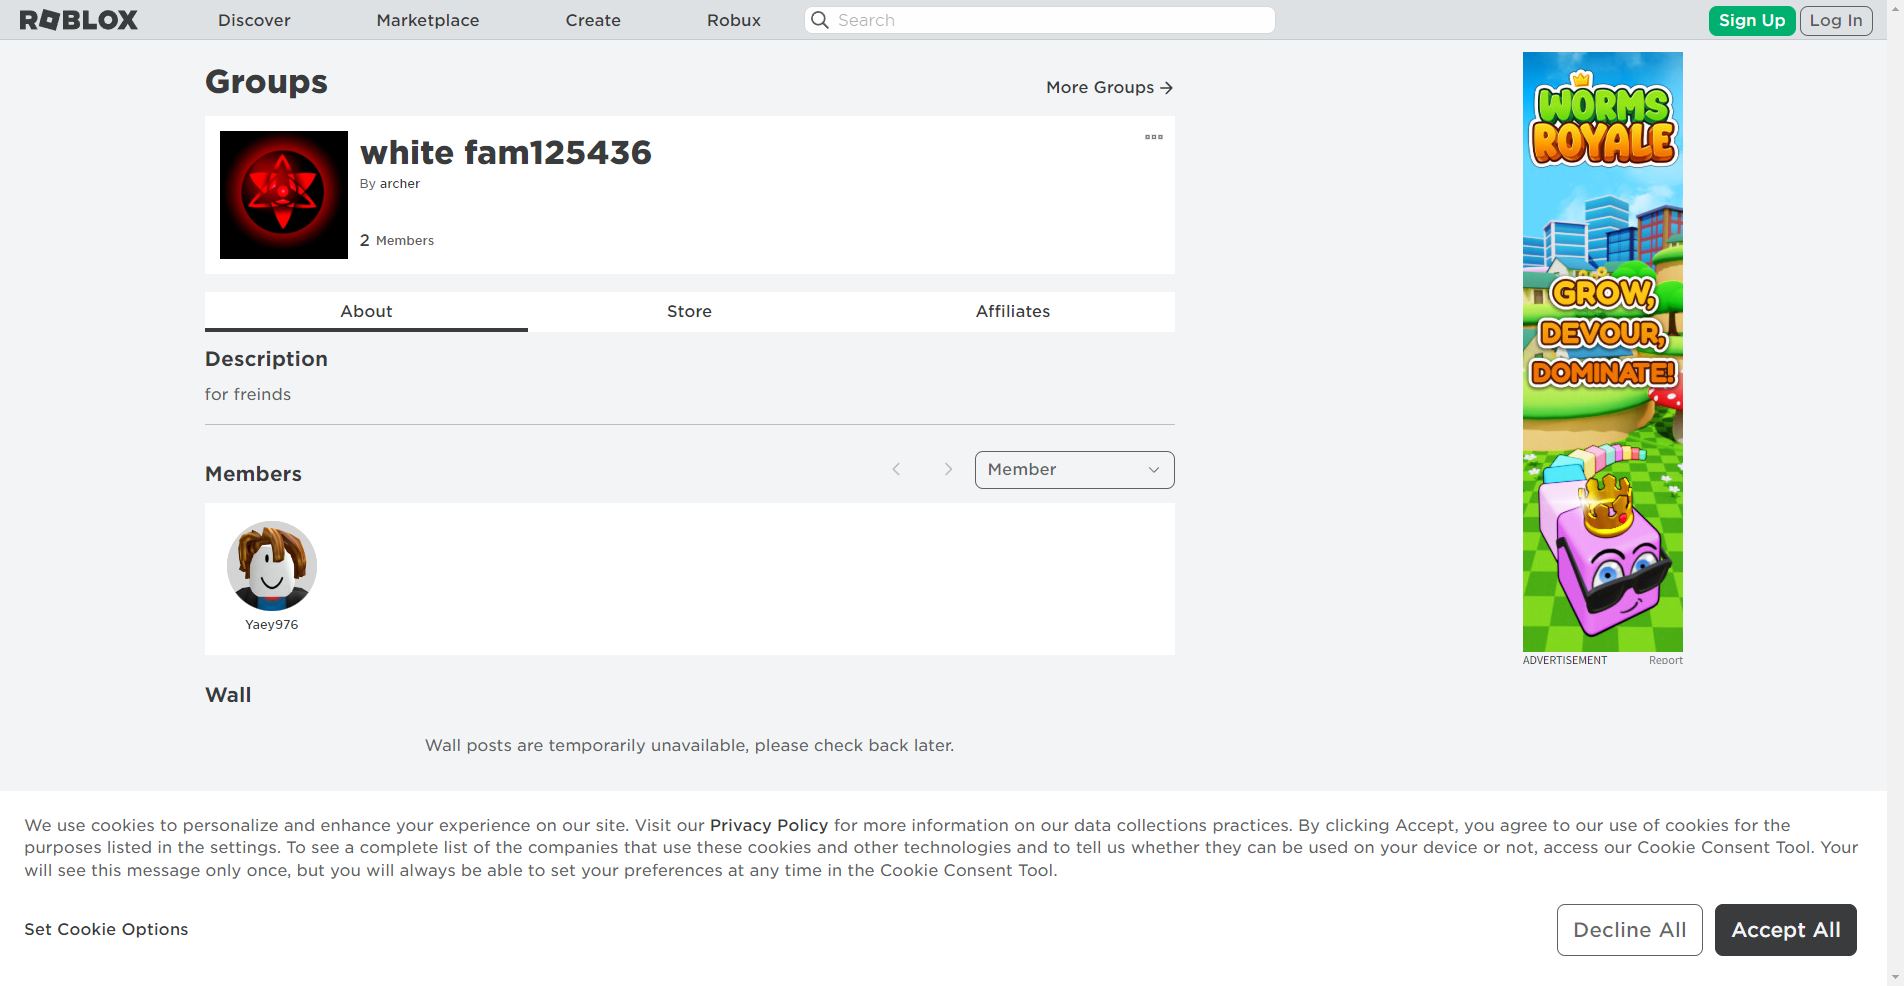 ROBLOX
Discover
Marketplace
Create
Robux
Search
Sign Up
Log In
Groups
More Groups
white fam125436
By archer
2 Members
About
Store
Affiliates
Description
for freinds
Members
Member
Yaey976
Wall
Wall posts are temporarily unavailable, please check back later.
WORMS
ROYALE
GROW,
DEVOUR,
DOMINATE!
ADVERTISEMENT
Report
We use cookies to personalize and enhance your experience on our site. Visit our Privacy Policy for more information on our data collections practices. By clicking Accept, you agree to our use of cookies for the
purposes listed in the settings. To see a complete list of the companies that use these cookies and other technologies and to tell us whether they can be used on your device or not, access our Cookie Consent Tool. Your
will see this message only once, but you will always be able to set your preferences at any time in the Cookie Consent Tool.
Set Cookie Options
Decline All
Accept All